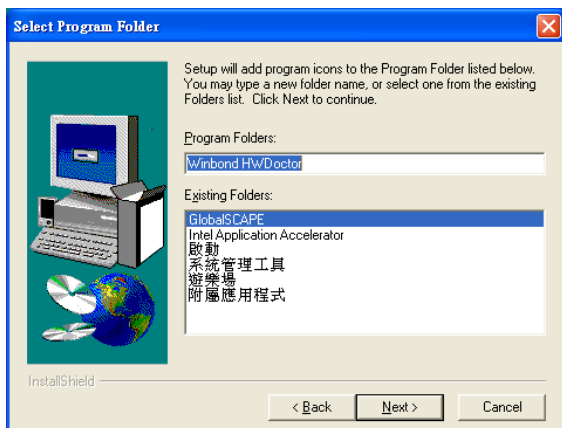 Select Program Folder
Setup will add program icons to the Program Folder listed below.
You may type a new folder name, or select one from the existing
Folders list. Click Next to continue.
Program Folders:
Winbond HWDoctor
Existing Folders:
GlobalSCAPE
Intel Application Accelerator
啟動
系統管理工具
遊樂場
附屬應用程式
InstallShield
< Back
Next >
Cancel